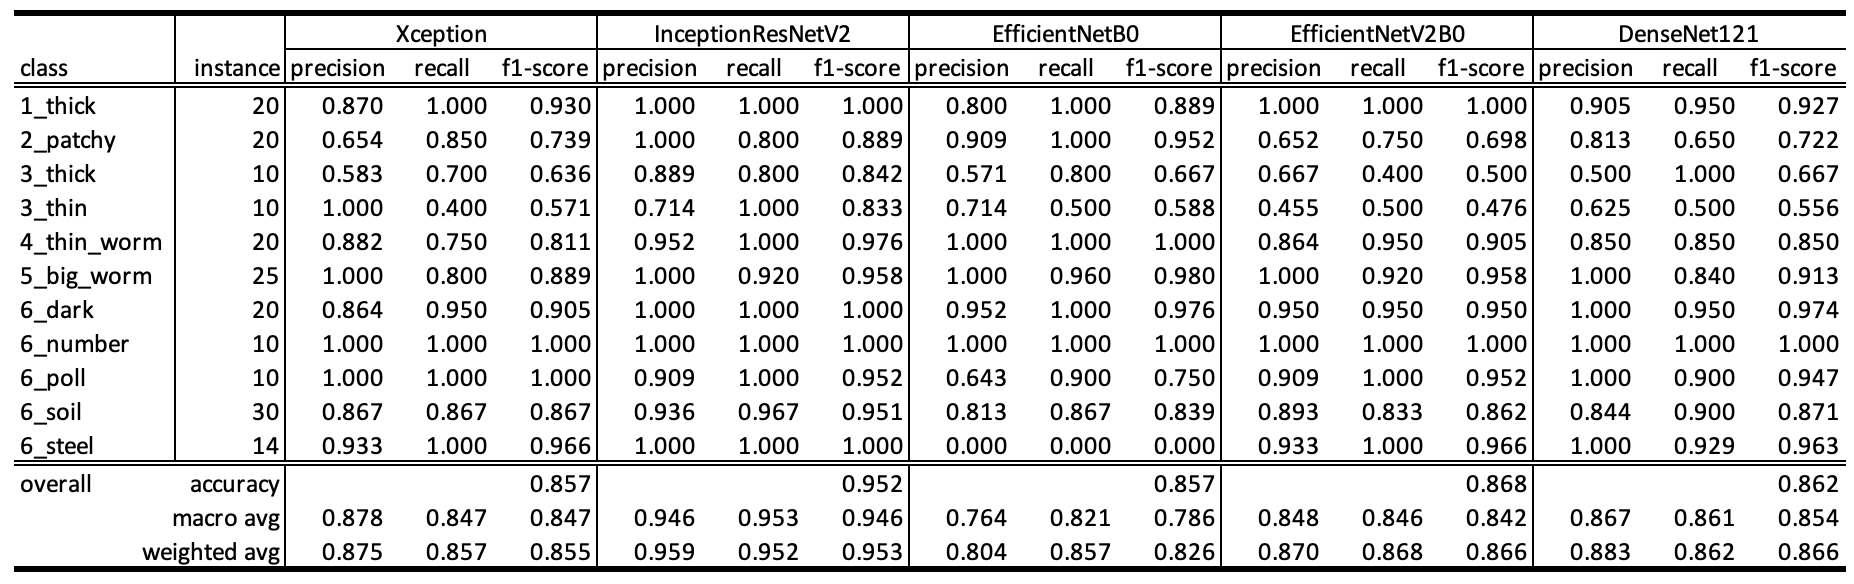 Xception InceptionResNetV2 EfficientNetB0 EfficientNetV2B0 DenseNet121
class instance precision recall f1-score precision recall f1-score precision recall f1-score precision recall f1-score precision recall f1-score
1_thick 20 0.870 1.000 0.930 1.000 1.000 1.000 0.800 1.000 0.889 1.000 1.000 1.000 0.905 0.950 0.927
2_patchy 20 0.654 0.850 0.739 1.000 0.800 0.889 0.909 1.000 0.952 0.652 0.750 0.698 0.813 0.650 0.722
3_thick 10 0.583 0.700 0.636 0.889 0.800 0.842 0.571 0.800 0.667 0.667 0.400 0.500 0.500 1.000 0.667
3_thin 10 1.000 0.400 0.571 0.714 1.000 0.833 0.714 0.500 0.588 0.455 0.500 0.476 0.625 0.500 0.556
4_thin_worm 20 0.882 0.750 0.811 0.952 1.000 0.976 1.000 1.000 1.000 0.864 0.950 0.905 0.850 0.850 0.850
5_big_worm 25 1.000 0.800 0.889 1.000 0.920 0.958 1.000 0.960 0.980 1.000 0.920 0.958 1.000 0.840 0.913
6_dark 20 0.864 0.950 0.905 1.000 1.000 1.000 0.952 1.000 0.976 0.950 0.950 0.950 1.000 0.950 0.974
6_number 10 1.000 1.000 1.000 1.000 1.000 1.000 1.000 1.000 1.000 1.000 1.000 1.000 1.000 1.000 1.000
6_poll 10 1.000 1.000 1.000 0.909 1.000 0.952 0.643 0.900 0.750 0.909 1.000 0.952 1.000 0.900 0.947
6_soil 30 0.867 0.867 0.867 0.936 0.967 0.951 0.813 0.867 0.839 0.893 0.833 0.862 0.844 0.900 0.871
6_steel 14 0.933 1.000 0.966 1.000 1.000 1.000 0.000 0.000 0.000 0.933 1.000 0.966 1.000 0.929 0.963
overall accuracy 0.857 0.952 0.857 0.868 0.862
macro avg 0.878 0.847 0.847 0.946 0.953 0.946 0.764 0.821 0.786 0.848 0.846 0.842 0.867 0.861 0.854
weighted avg 0.875 0.857 0.855 0.959 0.952 0.953 0.804 0.857 0.826 0.870 0.868 0.866 0.883 0.862 0.866